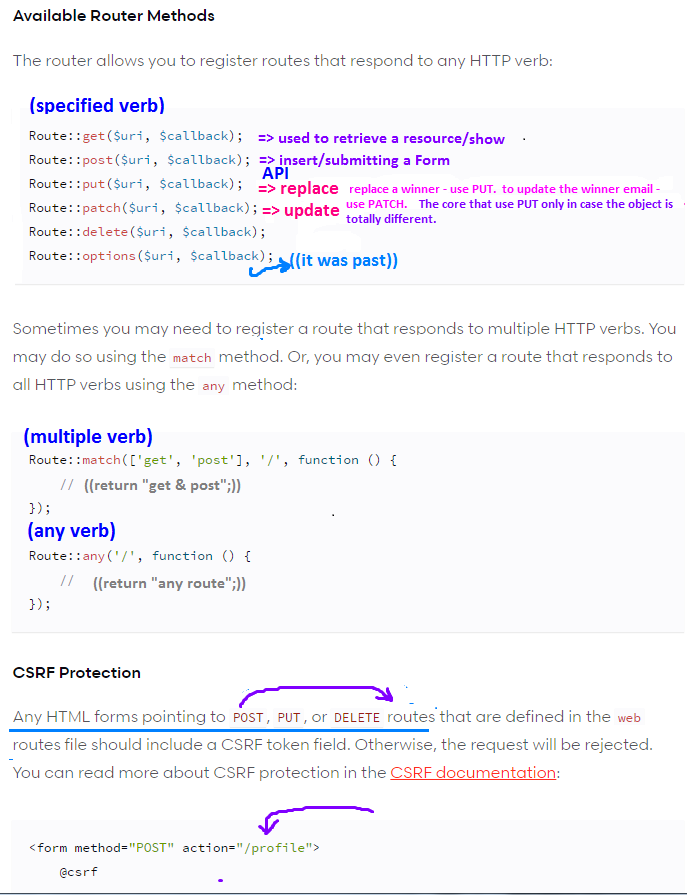 Available Router Methods
The router allows you to register routes that respond to any HTTP verb:
(specified verb)
Route::get($uri, $callback); => used to retrieve a resource/show
Route::post($uri, $callback); => insert/submitting a Form
API
Route::put($uri, $callback); => replace replace a winner - use PUT. to update the winner email -
Route::patch($uri, $callback); => update use PATCH. The core that use PUT only in case the object is
totally different.
Route::delete($uri, $callback);
Route::options($uri, $callback); ((it was past))
Sometimes you may need to register a route that responds to multiple HTTP verbs. You
may do so using the match method. Or, you may even register a route that responds to
all HTTP verbs using the any method:
(multiple verb)
Route::match(['get', 'post'], '/', function () {
// ((return "get & post";))
});
(any verb)
Route::any('/', function () {
// ((return "any route";))
});
CSRF Protection
Any HTML forms pointing to POST, PUT, or DELETE routes that are defined in the web
routes file should include a CSRF token field. Otherwise, the request will be rejected.
You can read more about CSRF protection in the CSRF documentation:
<form method="POST" action="/profile">
@csrf